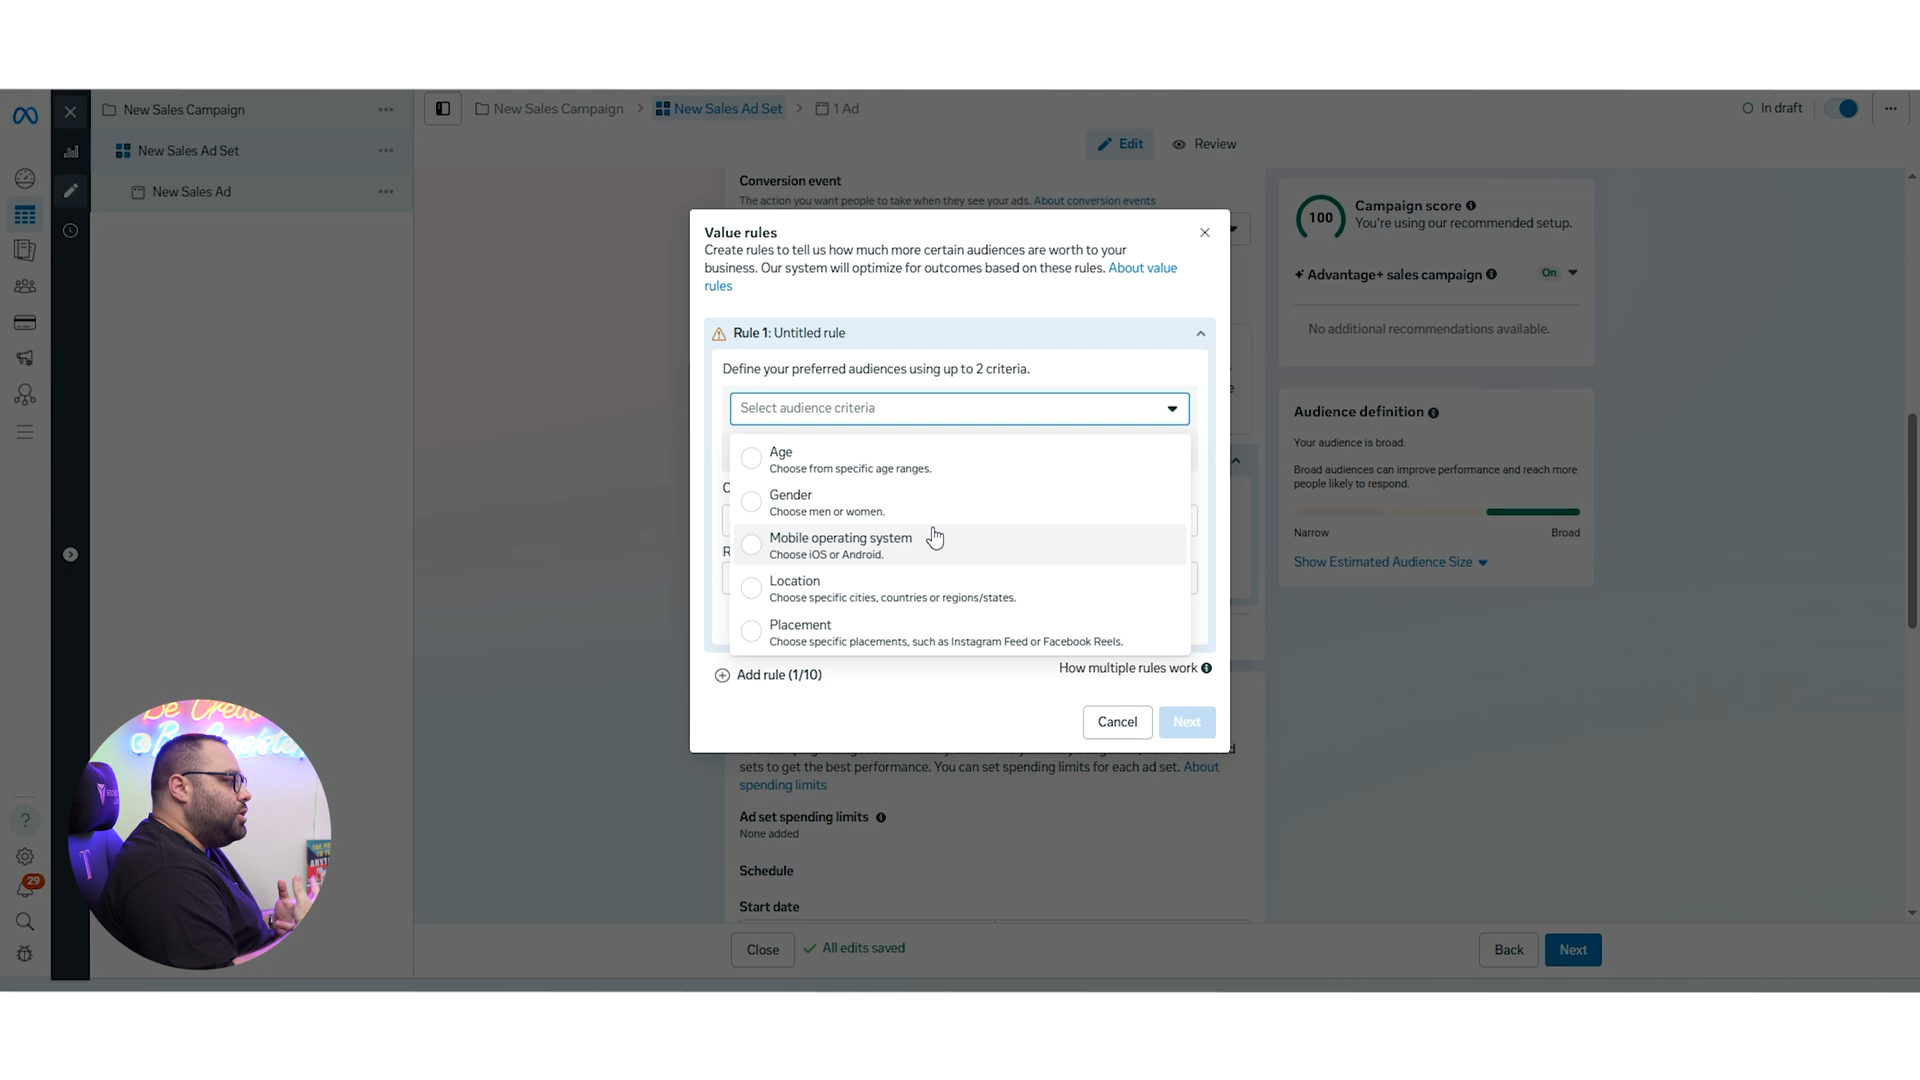 New Sales Campaign
New Sales Ad Set
New Sales Ad
New Sales Campaign
New Sales Ad Set
1 Ad
In draft
Edit
Review
Conversion event
The action you want people to take when they see your ads. About conversion events
Value rules
Create rules to tell us how much more certain audiences are worth to your
business. Our system will optimize for outcomes based on these rules. About value
rules
Rule 1: Untitled rule
Define your preferred audiences using up to 2 criteria.
Select audience criteria
Age
Choose from specific age ranges.
Gender
Choose men or women.
Mobile operating system
Choose iOS or Android.
Location
Choose specific cities, countries or regions/states.
Placement
Choose specific placements, such as Instagram Feed or Facebook Reels.
Add rule (1/10)
How multiple rules work
Cancel
Next
sets to get the best performance. You can set spending limits for each ad set. About
spending limits
Ad set spending limits
None added
Schedule
Start date
Close
All edits saved
Back
Next
100
Campaign score
You're using our recommended setup.
Advantage+ sales campaign
On
No additional recommendations available.
Audience definition
Your audience is broad.
Broad audiences can improve performance and reach more
people likely to respond.
Narrow
Broad
Show Estimated Audience Size
29
Be
Be